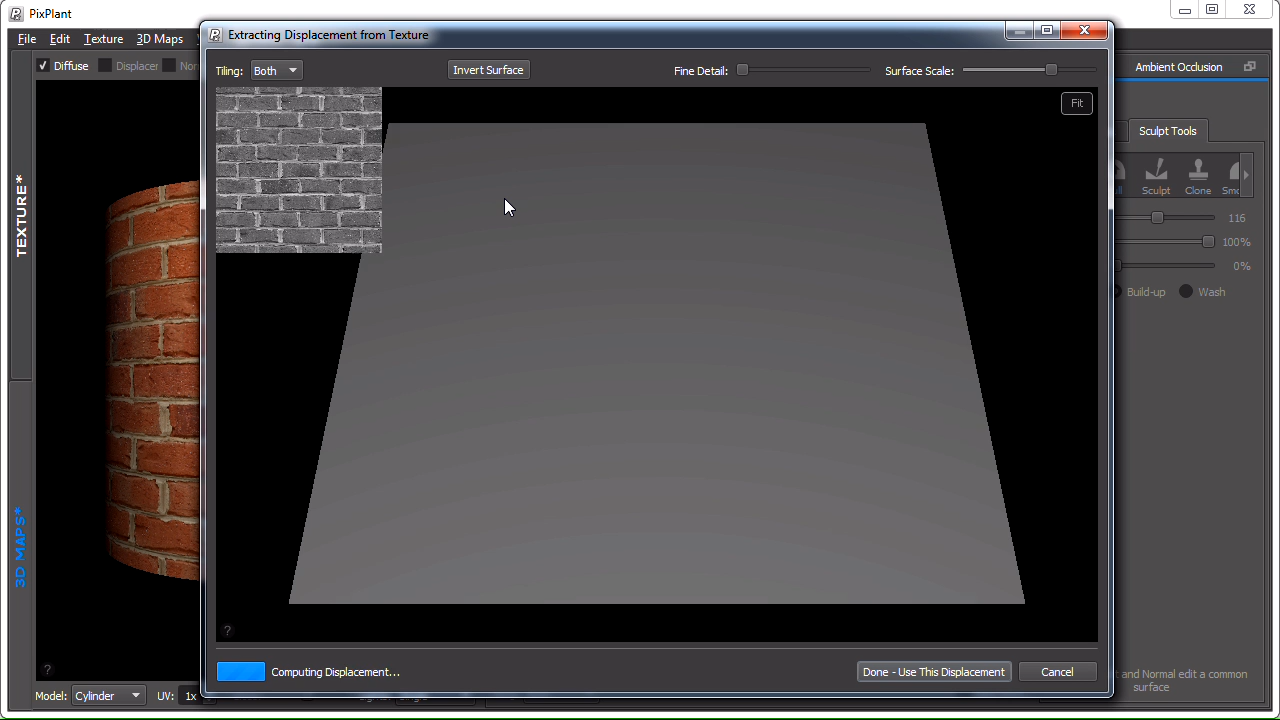 PixPlant
File Edit Texture 3D Maps
Extracting Displacement from Texture
Diffuse Displacer Nor
Tiling: Both Invert Surface Fine Detail: Surface Scale:
Ambient Occlusion
Fit
Sculpt Tools
Sculpt Clone Smo
116
100%
0%
Build-up Wash
TEXTURE*
3D MAPS*
?
?
Computing Displacement... Done - Use This Displacement Cancel
t and Normal edit a common
surface
Model: Cylinder UV: 1x